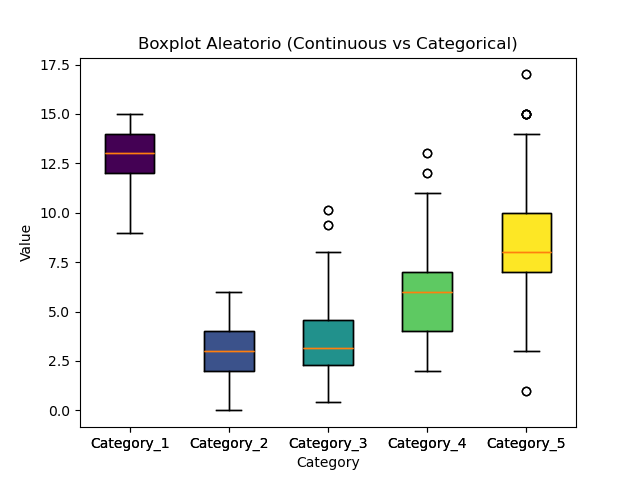 Boxplot Aleatorio (Continuous vs Categorical)
17.5
15.0
12.5
10.0
7.5
5.0
2.5
0.0
Value
Category_1 Category_2 Category_3 Category_4 Category_5
Category